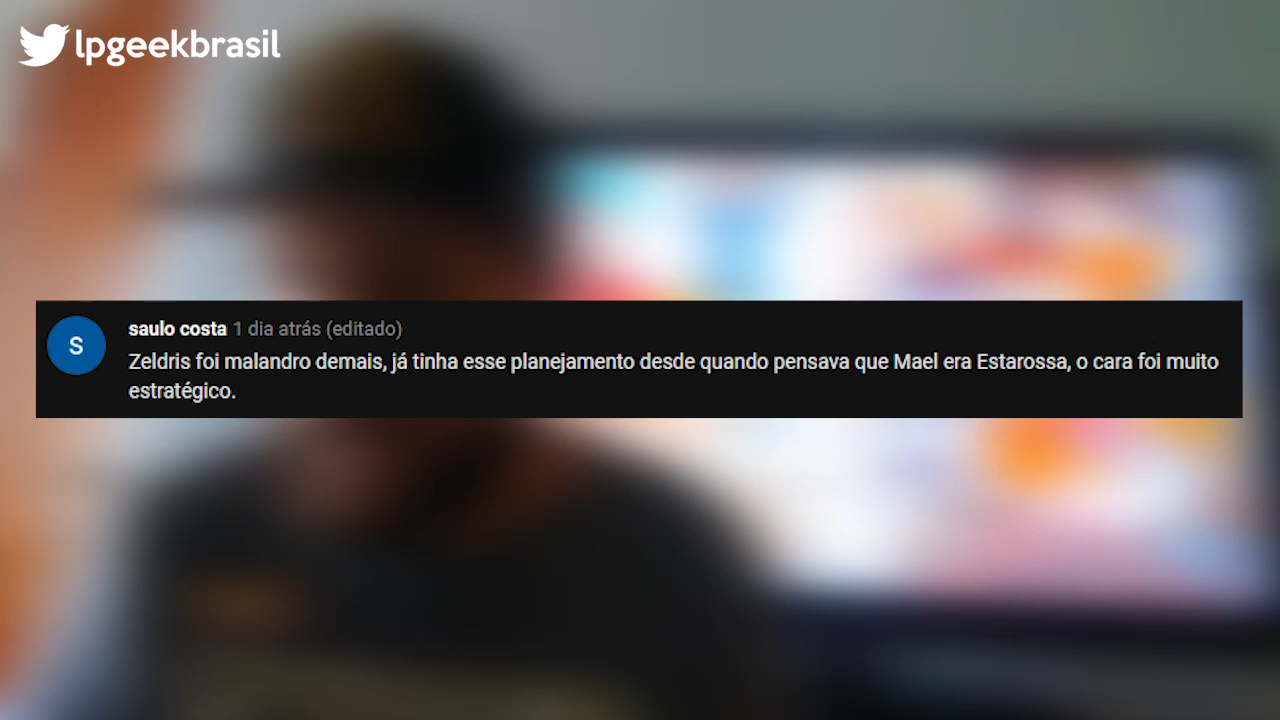 lpgeekbrasil
S
saulo costa 1 dia atrás (editado)
Zeldris foi malandro demais, já tinha esse planejamento desde quando pensava que Mael era Estarossa, o cara foi muito
estratégico.